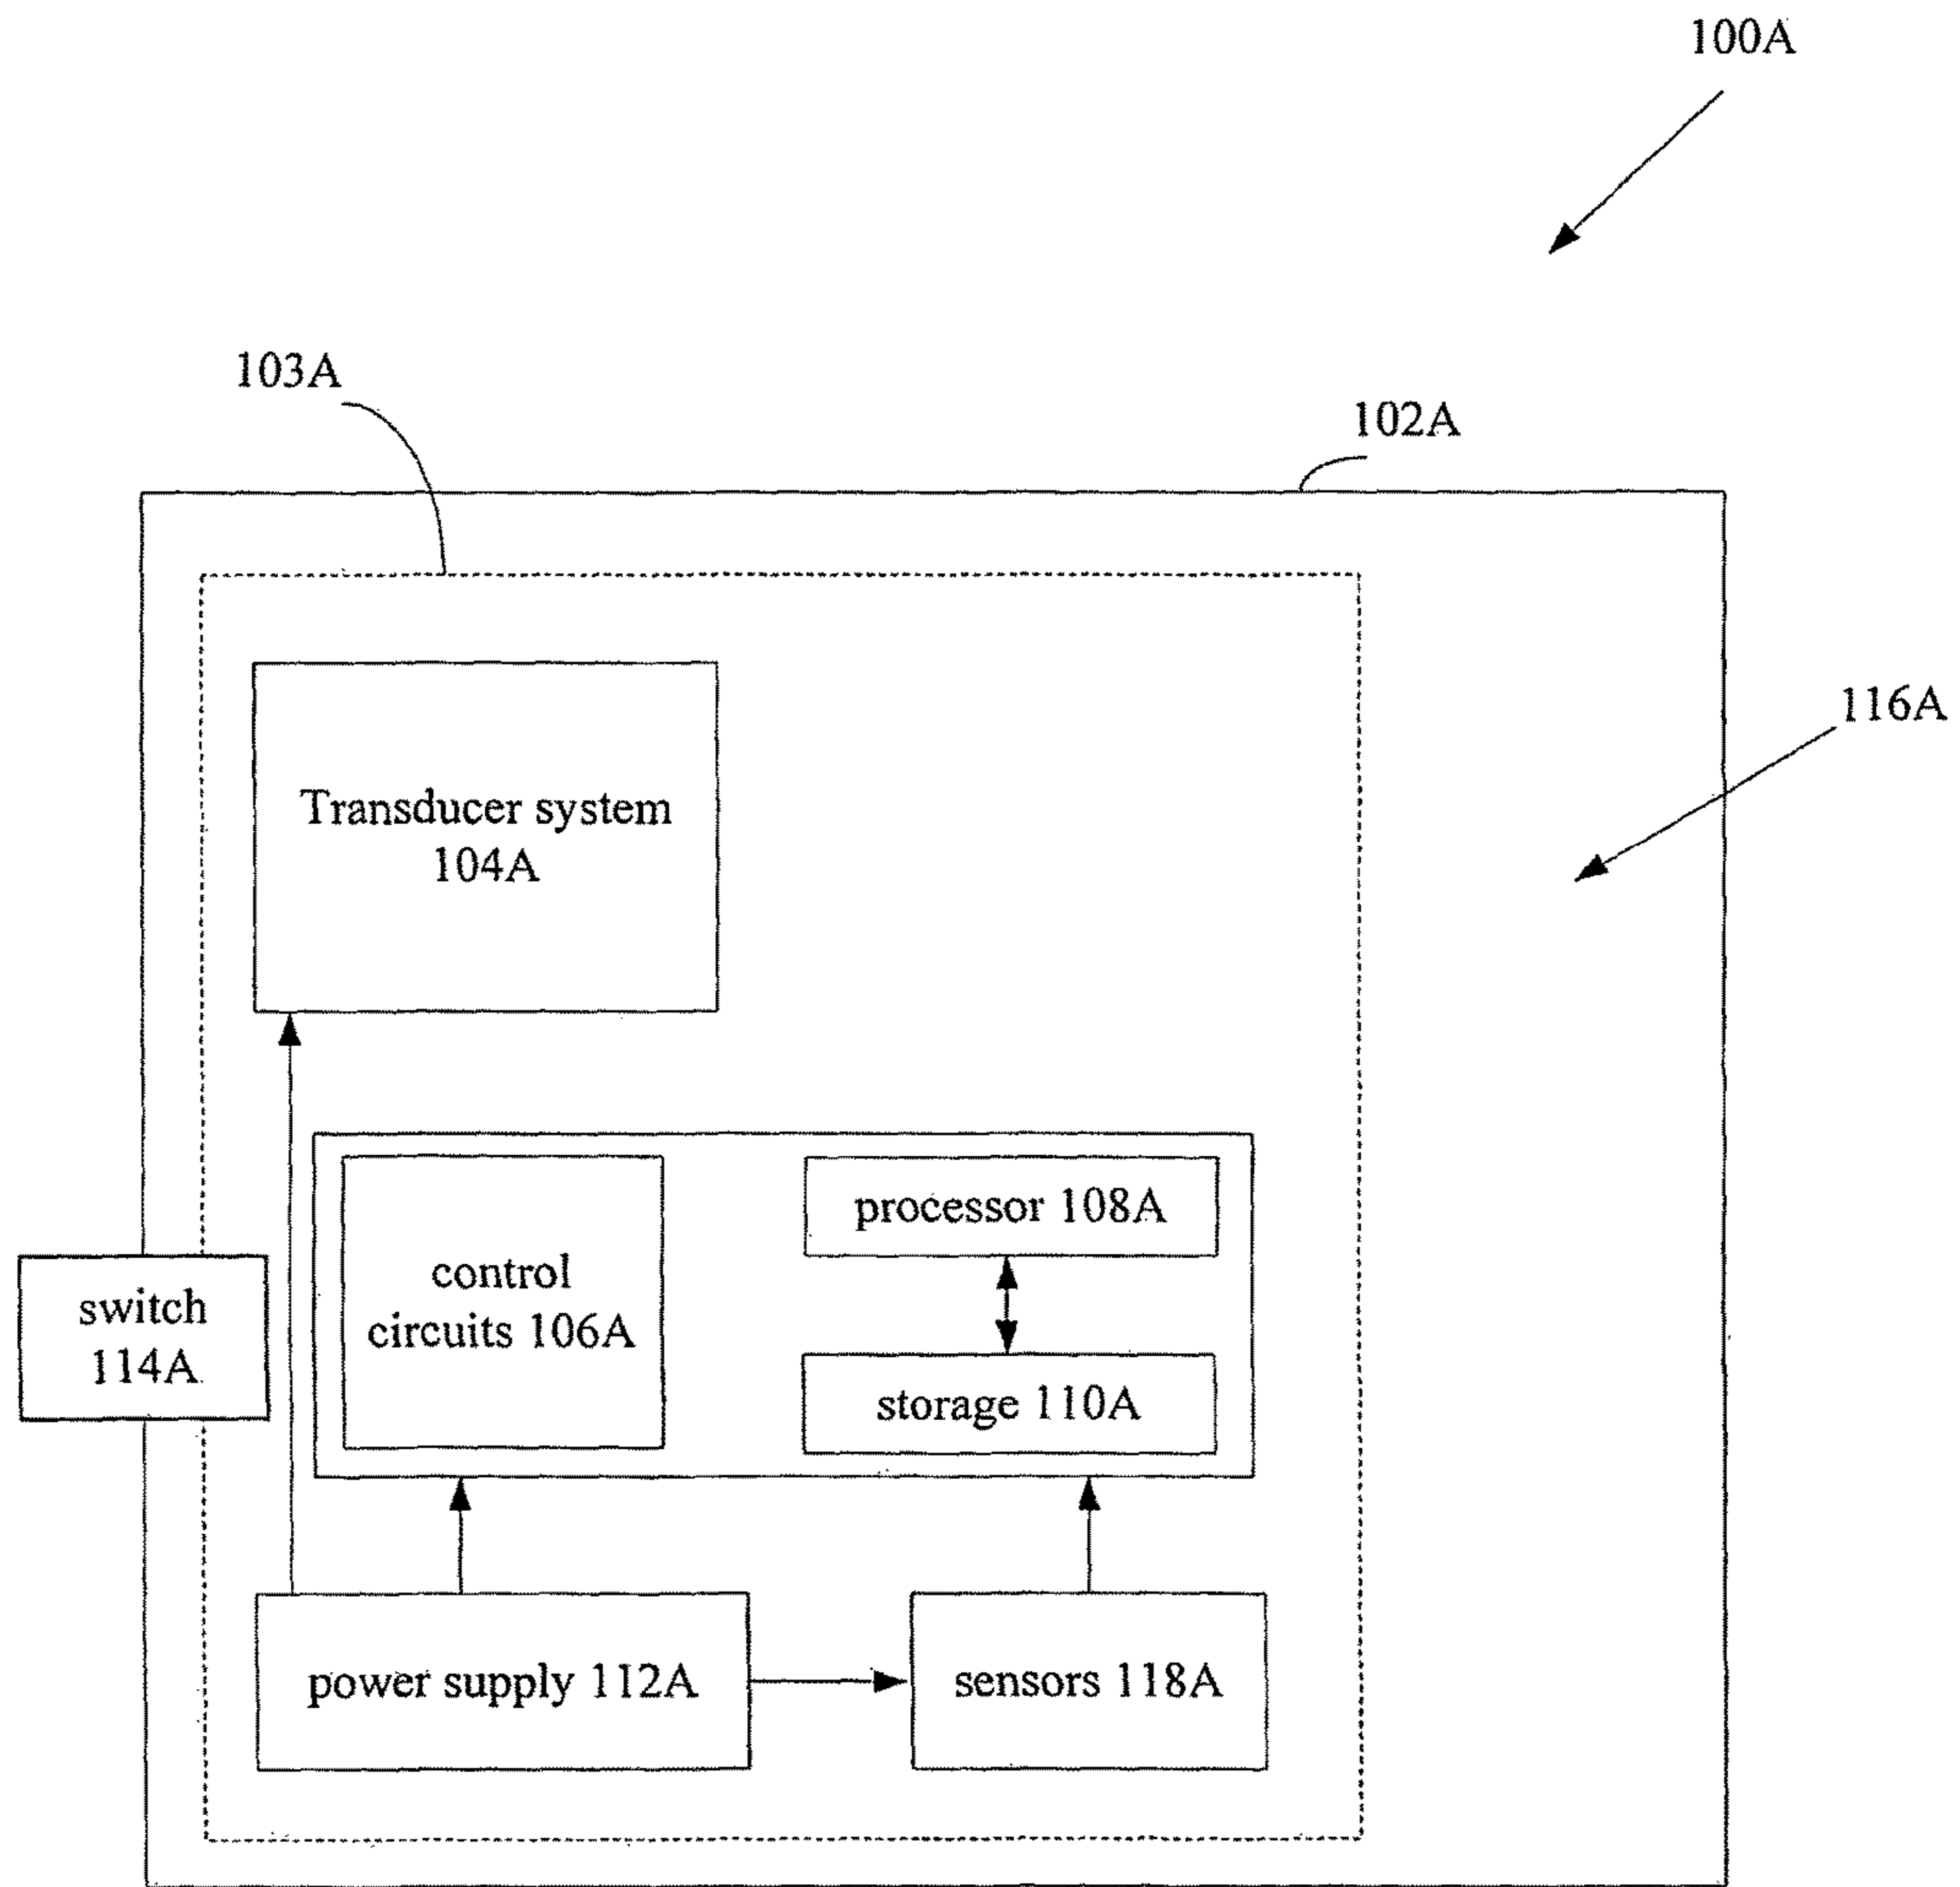 100A
103A
102A
116A
Transducer system
104A
processor 108A
control
circuits 106A
switch
114A
storage 110A
power supply 112A
sensors 118A